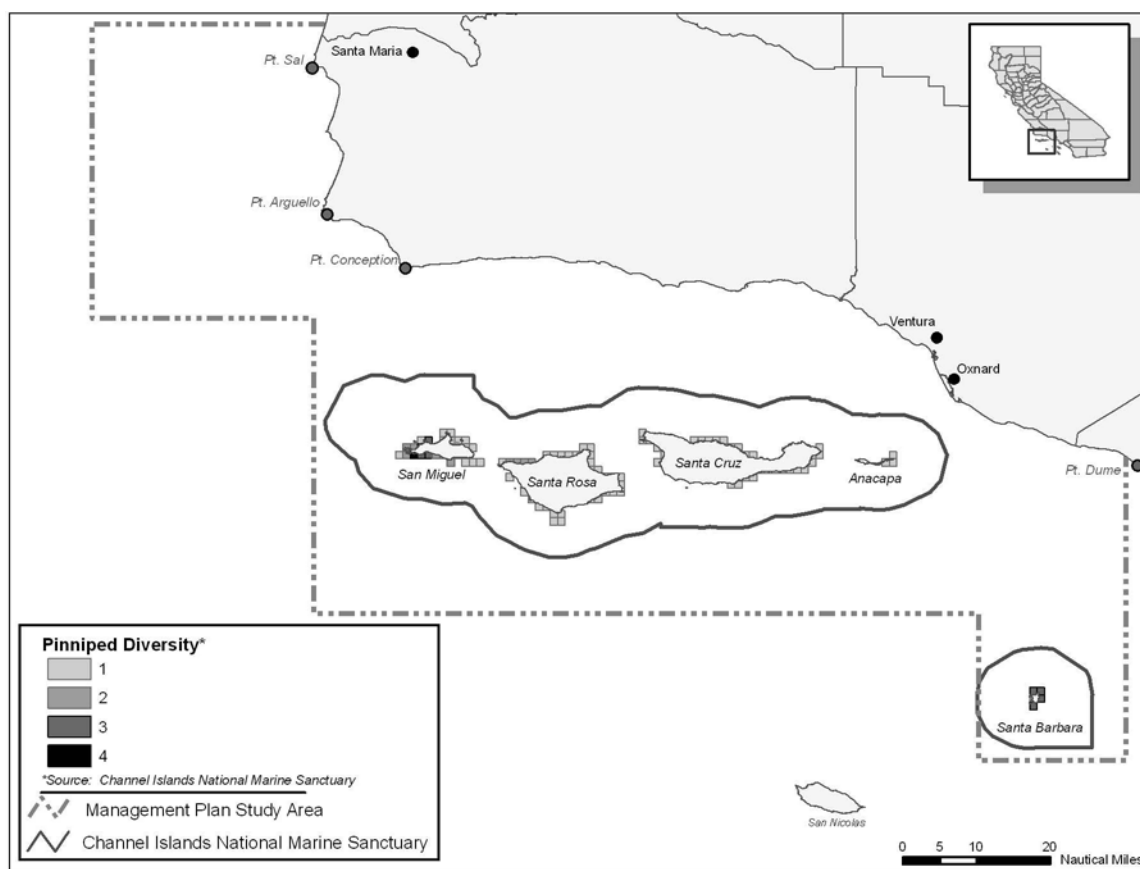 Santa Maria
Pt. Sal
Pt. Arguello
Pt. Conception
Ventura
Oxnard
Pt. Dume
San Miguel
Santa Rosa
Santa Cruz
Anacapa
Santa Barbara
San Nicolas
Pinniped Diversity*
1
2
3
4
*Source: Channel Islands National Marine Sanctuary
Management Plan Study Area
Channel Islands National Marine Sanctuary
0 5 10 20
Nautical Miles